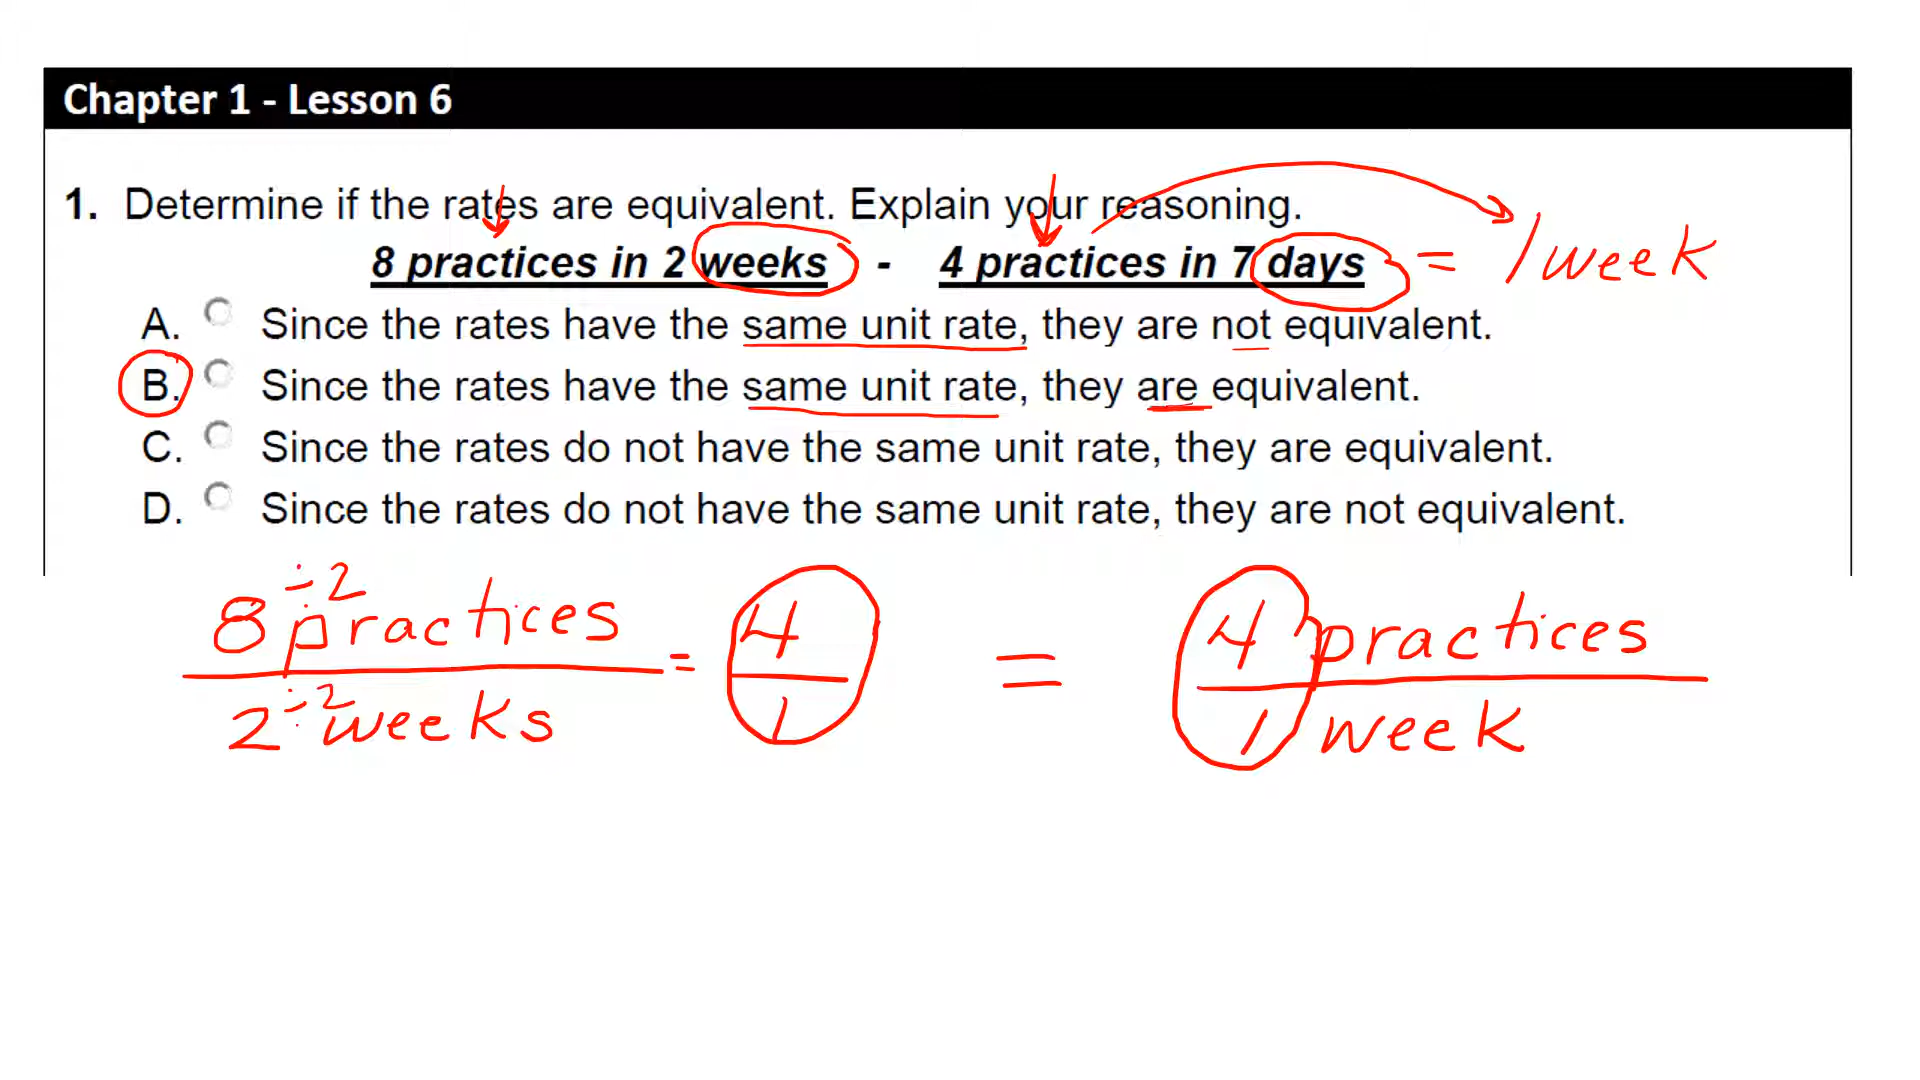 Chapter 1 - Lesson 6
1. Determine if the rates are equivalent. Explain your reasoning.
8 practices in 2 weeks - 4 practices in 7 days = 1 week
A. Since the rates have the same unit rate, they are not equivalent.
B. Since the rates have the same unit rate, they are equivalent.
C. Since the rates do not have the same unit rate, they are equivalent.
D. Since the rates do not have the same unit rate, they are not equivalent.
÷2
8 practices = 4 = 4 practices
÷2
2 weeks 1 1 week